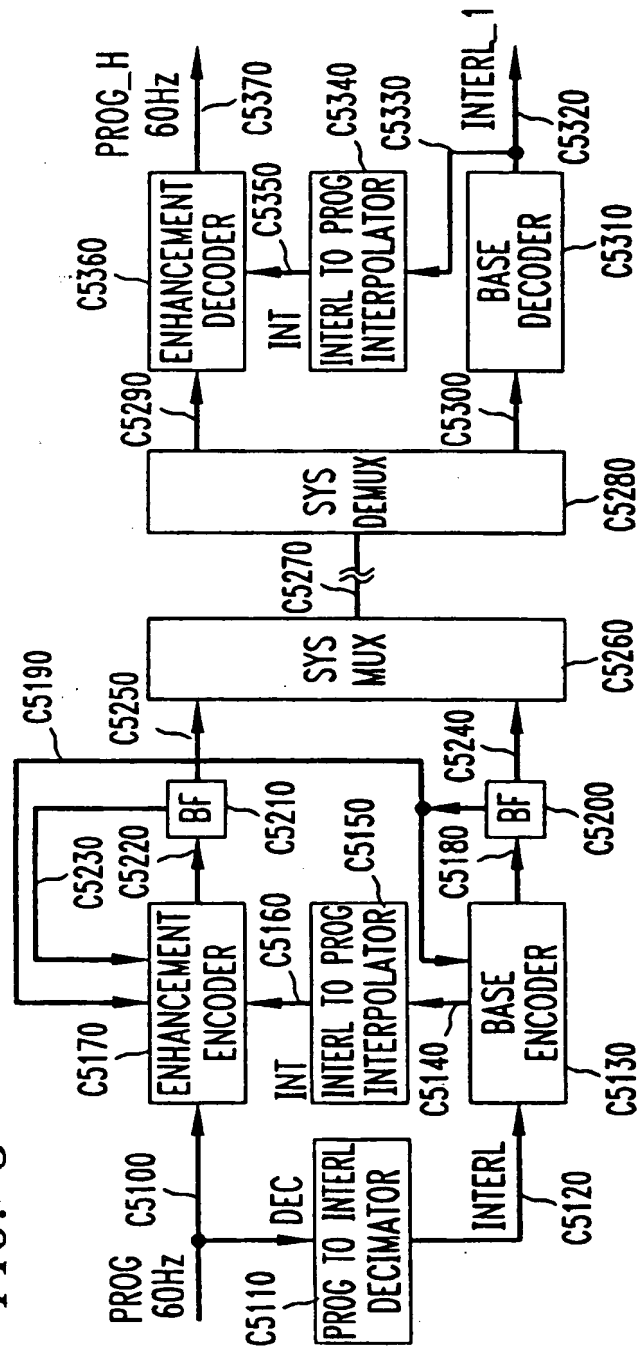 PROG
60Hz
C5100
DEC
C5110
PROG TO INTERL
DECIMATOR
INTERL
C5120
C5170
ENHANCEMENT
ENCODER
INT
C5160
INTERL TO PROG
INTERPOLATOR
C5150
C5140
BASE
ENCODER
C5130
C5230
C5220
BF
C5210
C5190
C5250
C5180
BF
C5200
C5240
SYS
MUX
C5260
C5270
SYS
DEMUX
C5280
C5290
C5300
C5360
ENHANCEMENT
DECODER
INT
C5350
INTERL TO PROG
INTERPOLATOR
C5340
C5330
BASE
DECODER
C5310
PROG_H
60Hz
C5370
INTERL_1
C5320